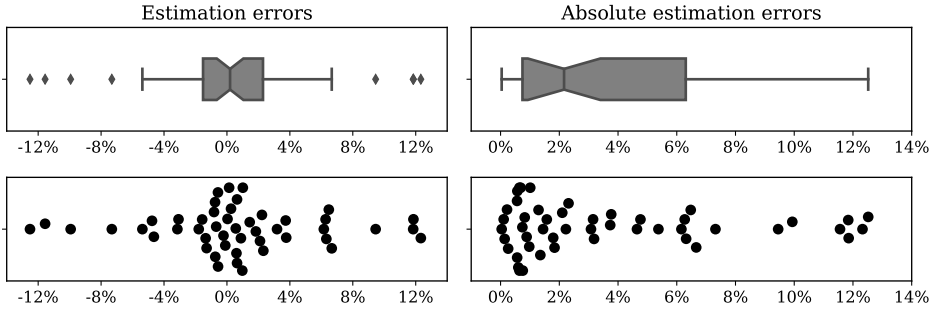 Estimation errors
Absolute estimation errors
-12% -8% -4% 0% 4% 8% 12%
0% 2% 4% 6% 8% 10% 12% 14%
-12% -8% -4% 0% 4% 8% 12%
0% 2% 4% 6% 8% 10% 12% 14%